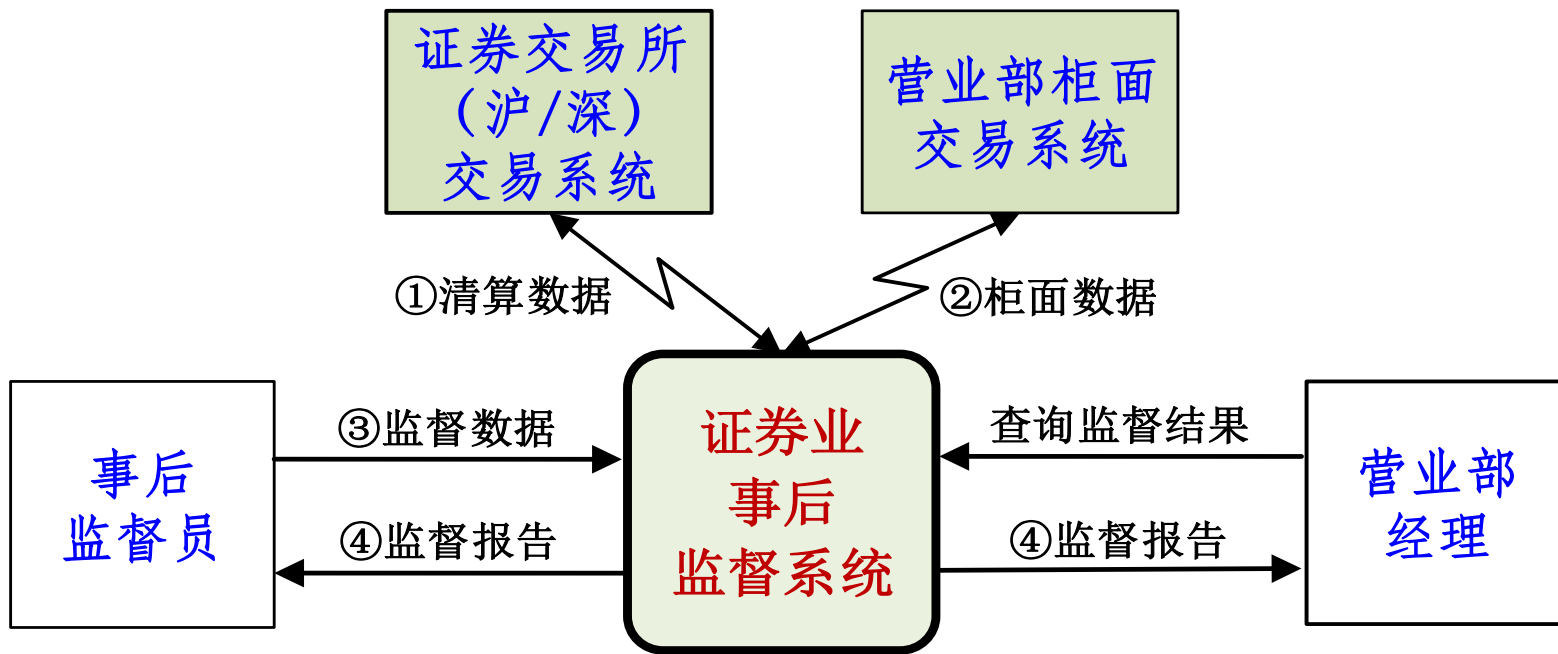 证券交易所
（沪/深）
交易系统
营业部柜面
交易系统
①清算数据
②柜面数据
事后
监督员
③监督数据
④监督报告
证券业
事后
监督系统
查询监督结果
④监督报告
营业部
经理